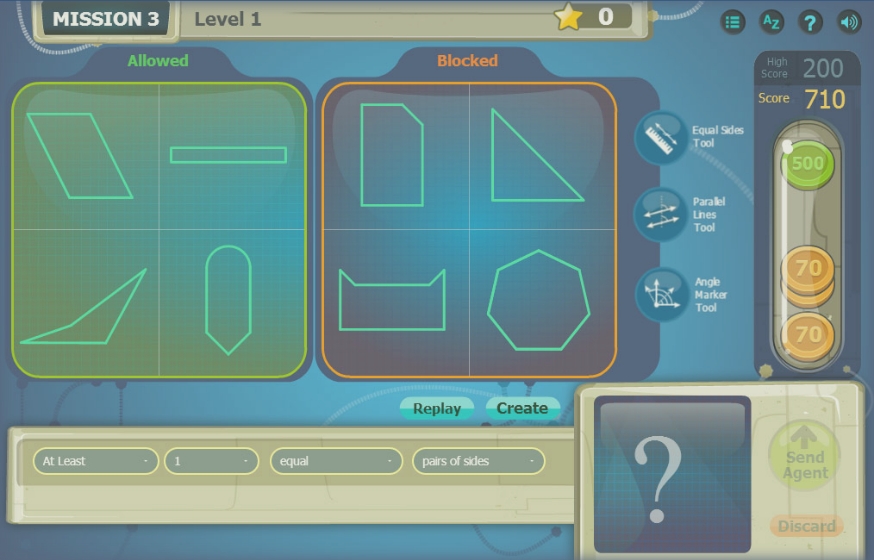 MISSION 3
Level 1
0
Allowed
Blocked
High
Score
200
Score
710
Equal Sides
Tool
Parallel
Lines
Tool
Angle
Marker
Tool
500
70
70
Replay
Create
At Least
1
equal
pairs of sides
?
Send
Agent
Discard
AZ
?